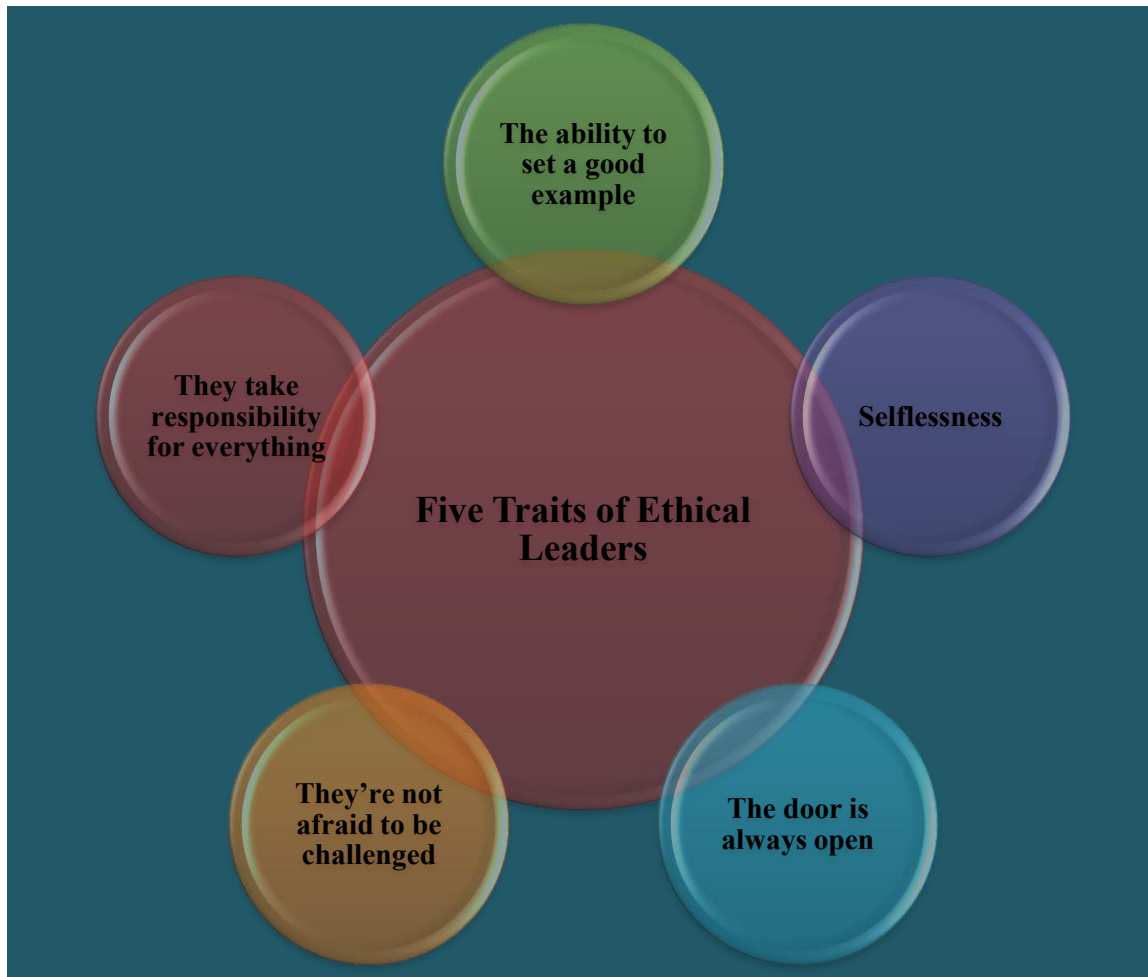 The ability to
set a good
example
They take
responsibility
for everything
Selflessness
Five Traits of Ethical
Leaders
They’re not
afraid to be
challenged
The door is
always open